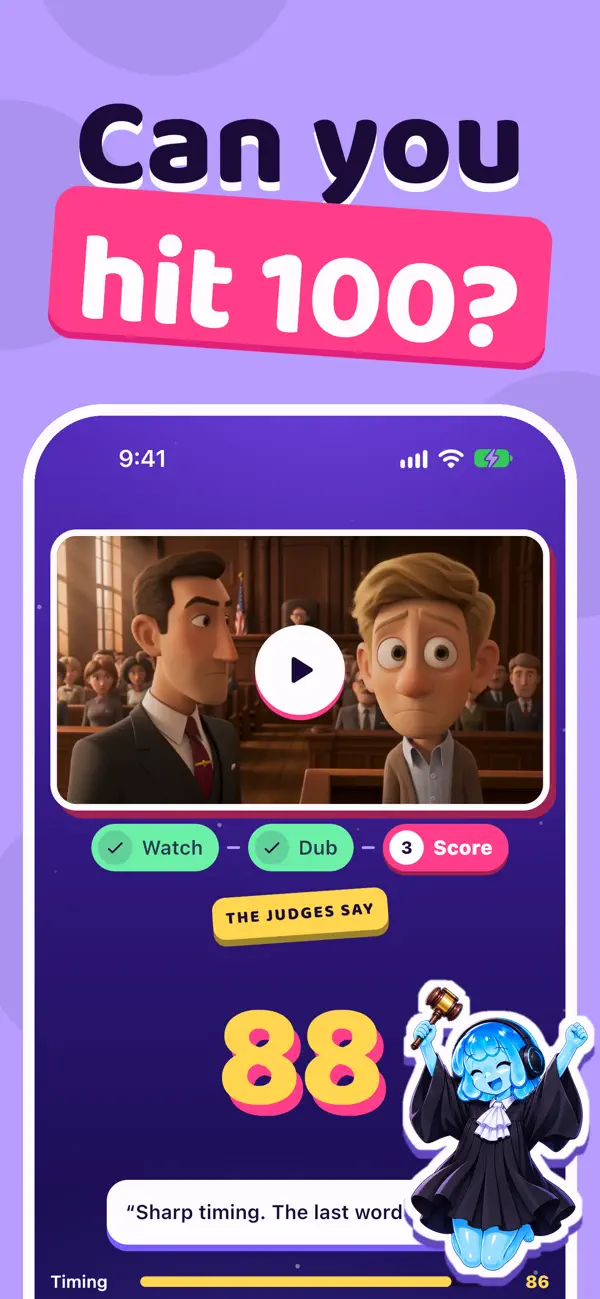 Can you
hit 100?
9:41
Watch
Dub
3 Score
THE JUDGES SAY
88
“Sharp timing. The last word
Timing 86